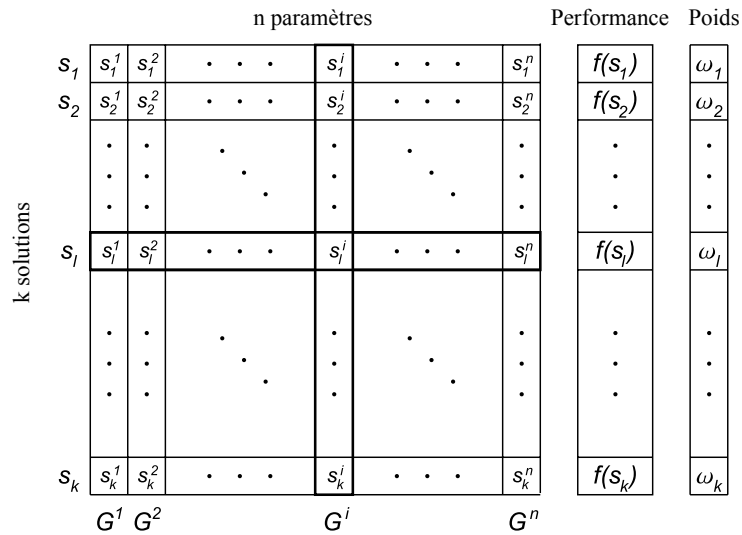 n paramètres Performance Poids
s₁ s₁¹ s₁² · · · s₁ⁱ · · · s₁ⁿ f(s₁) ω₁
s₂ s₂¹ s₂² · · · s₂ⁱ · · · s₂ⁿ f(s₂) ω₂
k solutions
sₗ sₗ¹ sₗ² · · · sₗⁱ · · · sₗⁿ f(sₗ) ωₗ
sₖ sₖ¹ sₖ² · · · sₖⁱ · · · sₖⁿ f(sₖ) ωₖ
G¹ G² Gⁱ Gⁿ